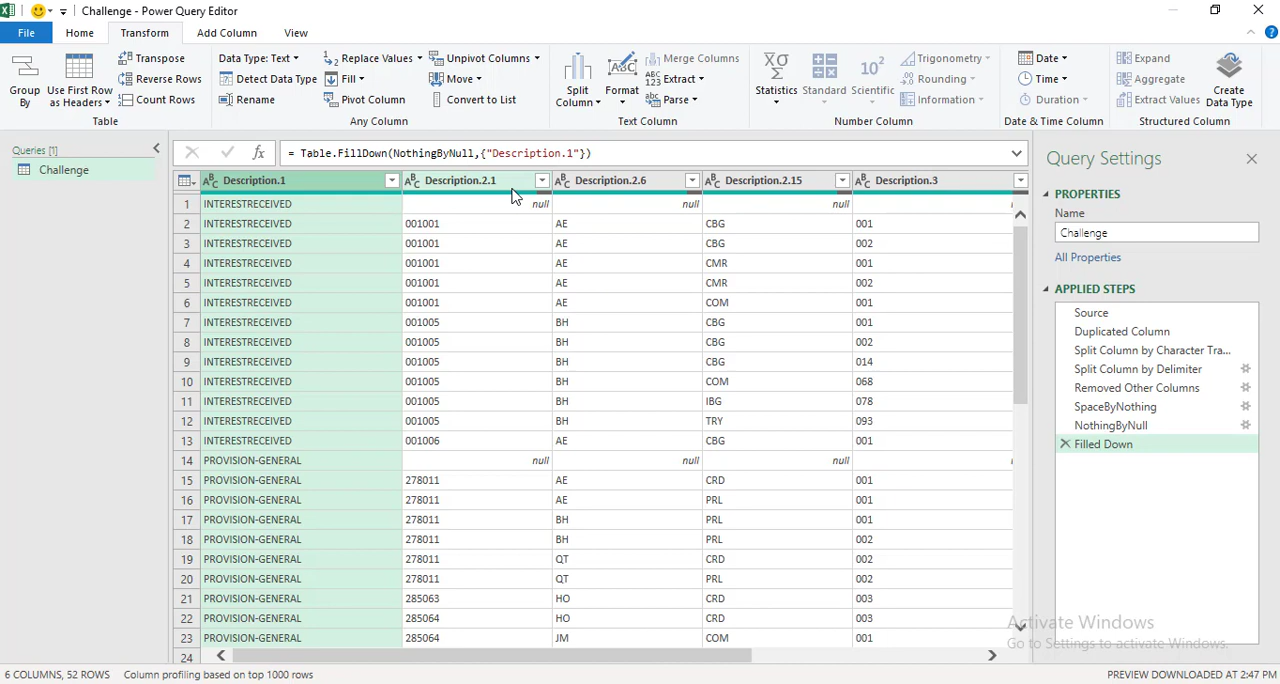 Challenge - Power Query Editor
File Home Transform Add Column View
Group By
Use First Row as Headers
Transpose
Reverse Rows
Count Rows
Table
Data Type: Text
Detect Data Type
Rename
Replace Values
Fill
Pivot Column
Unpivot Columns
Move
Convert to List
Any Column
Split Column
Format
Merge Columns
Extract
Parse
Text Column
Statistics
Standard
Scientific
Trigonometry
Rounding
Information
Number Column
Date
Time
Duration
Date & Time Column
Expand
Aggregate
Extract Values
Create Data Type
Structured Column
Queries [1]
Challenge
= Table.FillDown(NothingByNull,{"Description.1"})
Description.1 Description.2.1 Description.2.6 Description.2.15 Description.3
1 INTERESTRECEIVED null null null
2 INTERESTRECEIVED 001001 AE CBG 001
3 INTERESTRECEIVED 001001 AE CBG 002
4 INTERESTRECEIVED 001001 AE CMR 001
5 INTERESTRECEIVED 001001 AE CMR 002
6 INTERESTRECEIVED 001001 AE COM 001
7 INTERESTRECEIVED 001005 BH CBG 001
8 INTERESTRECEIVED 001005 BH CBG 002
9 INTERESTRECEIVED 001005 BH CBG 014
10 INTERESTRECEIVED 001005 BH COM 068
11 INTERESTRECEIVED 001005 BH IBG 078
12 INTERESTRECEIVED 001005 BH TRY 093
13 INTERESTRECEIVED 001006 AE CBG 001
14 PROVISION-GENERAL null null null
15 PROVISION-GENERAL 278011 AE CRD 001
16 PROVISION-GENERAL 278011 AE PRL 001
17 PROVISION-GENERAL 278011 BH PRL 001
18 PROVISION-GENERAL 278011 BH PRL 002
19 PROVISION-GENERAL 278011 QT CRD 002
20 PROVISION-GENERAL 278011 QT PRL 002
21 PROVISION-GENERAL 285063 HO CRD 003
22 PROVISION-GENERAL 285064 HO CRD 003
23 PROVISION-GENERAL 285064 JM COM 001
24
Query Settings
PROPERTIES
Name
Challenge
All Properties
APPLIED STEPS
Source
Duplicated Column
Split Column by Character Tra...
Split Column by Delimiter
Removed Other Columns
SpaceByNothing
NothingByNull
Filled Down
Activate Windows
Go to Settings to activate Windows.
6 COLUMNS, 52 ROWS Column profiling based on top 1000 rows PREVIEW DOWNLOADED AT 2:47 PM